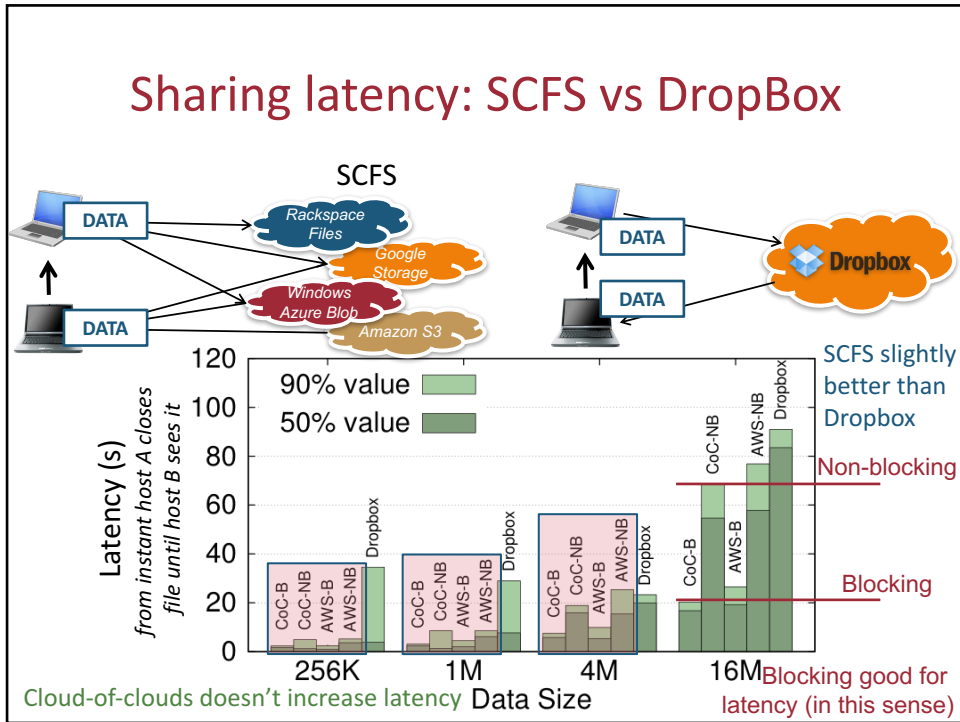 Sharing latency: SCFS vs DropBox
SCFS
DATA
DATA
Rackspace
Files
Google
Storage
Windows
Azure Blob
Amazon S3
DATA
DATA
Dropbox
Latency (s)
from instant host A closes
file until host B sees it
120
100
80
60
40
20
0
90% value
50% value
CoC-B
CoC-NB
AWS-B
AWS-NB
Dropbox
CoC-B
CoC-NB
AWS-B
AWS-NB
Dropbox
CoC-B
CoC-NB
AWS-B
AWS-NB
Dropbox
CoC-B
CoC-NB
AWS-B
AWS-NB
Dropbox
256K
1M
4M
16M
Data Size
SCFS slightly
better than
Dropbox
Non-blocking
Blocking
Cloud-of-clouds doesn't increase latency
Blocking good for
latency (in this sense)